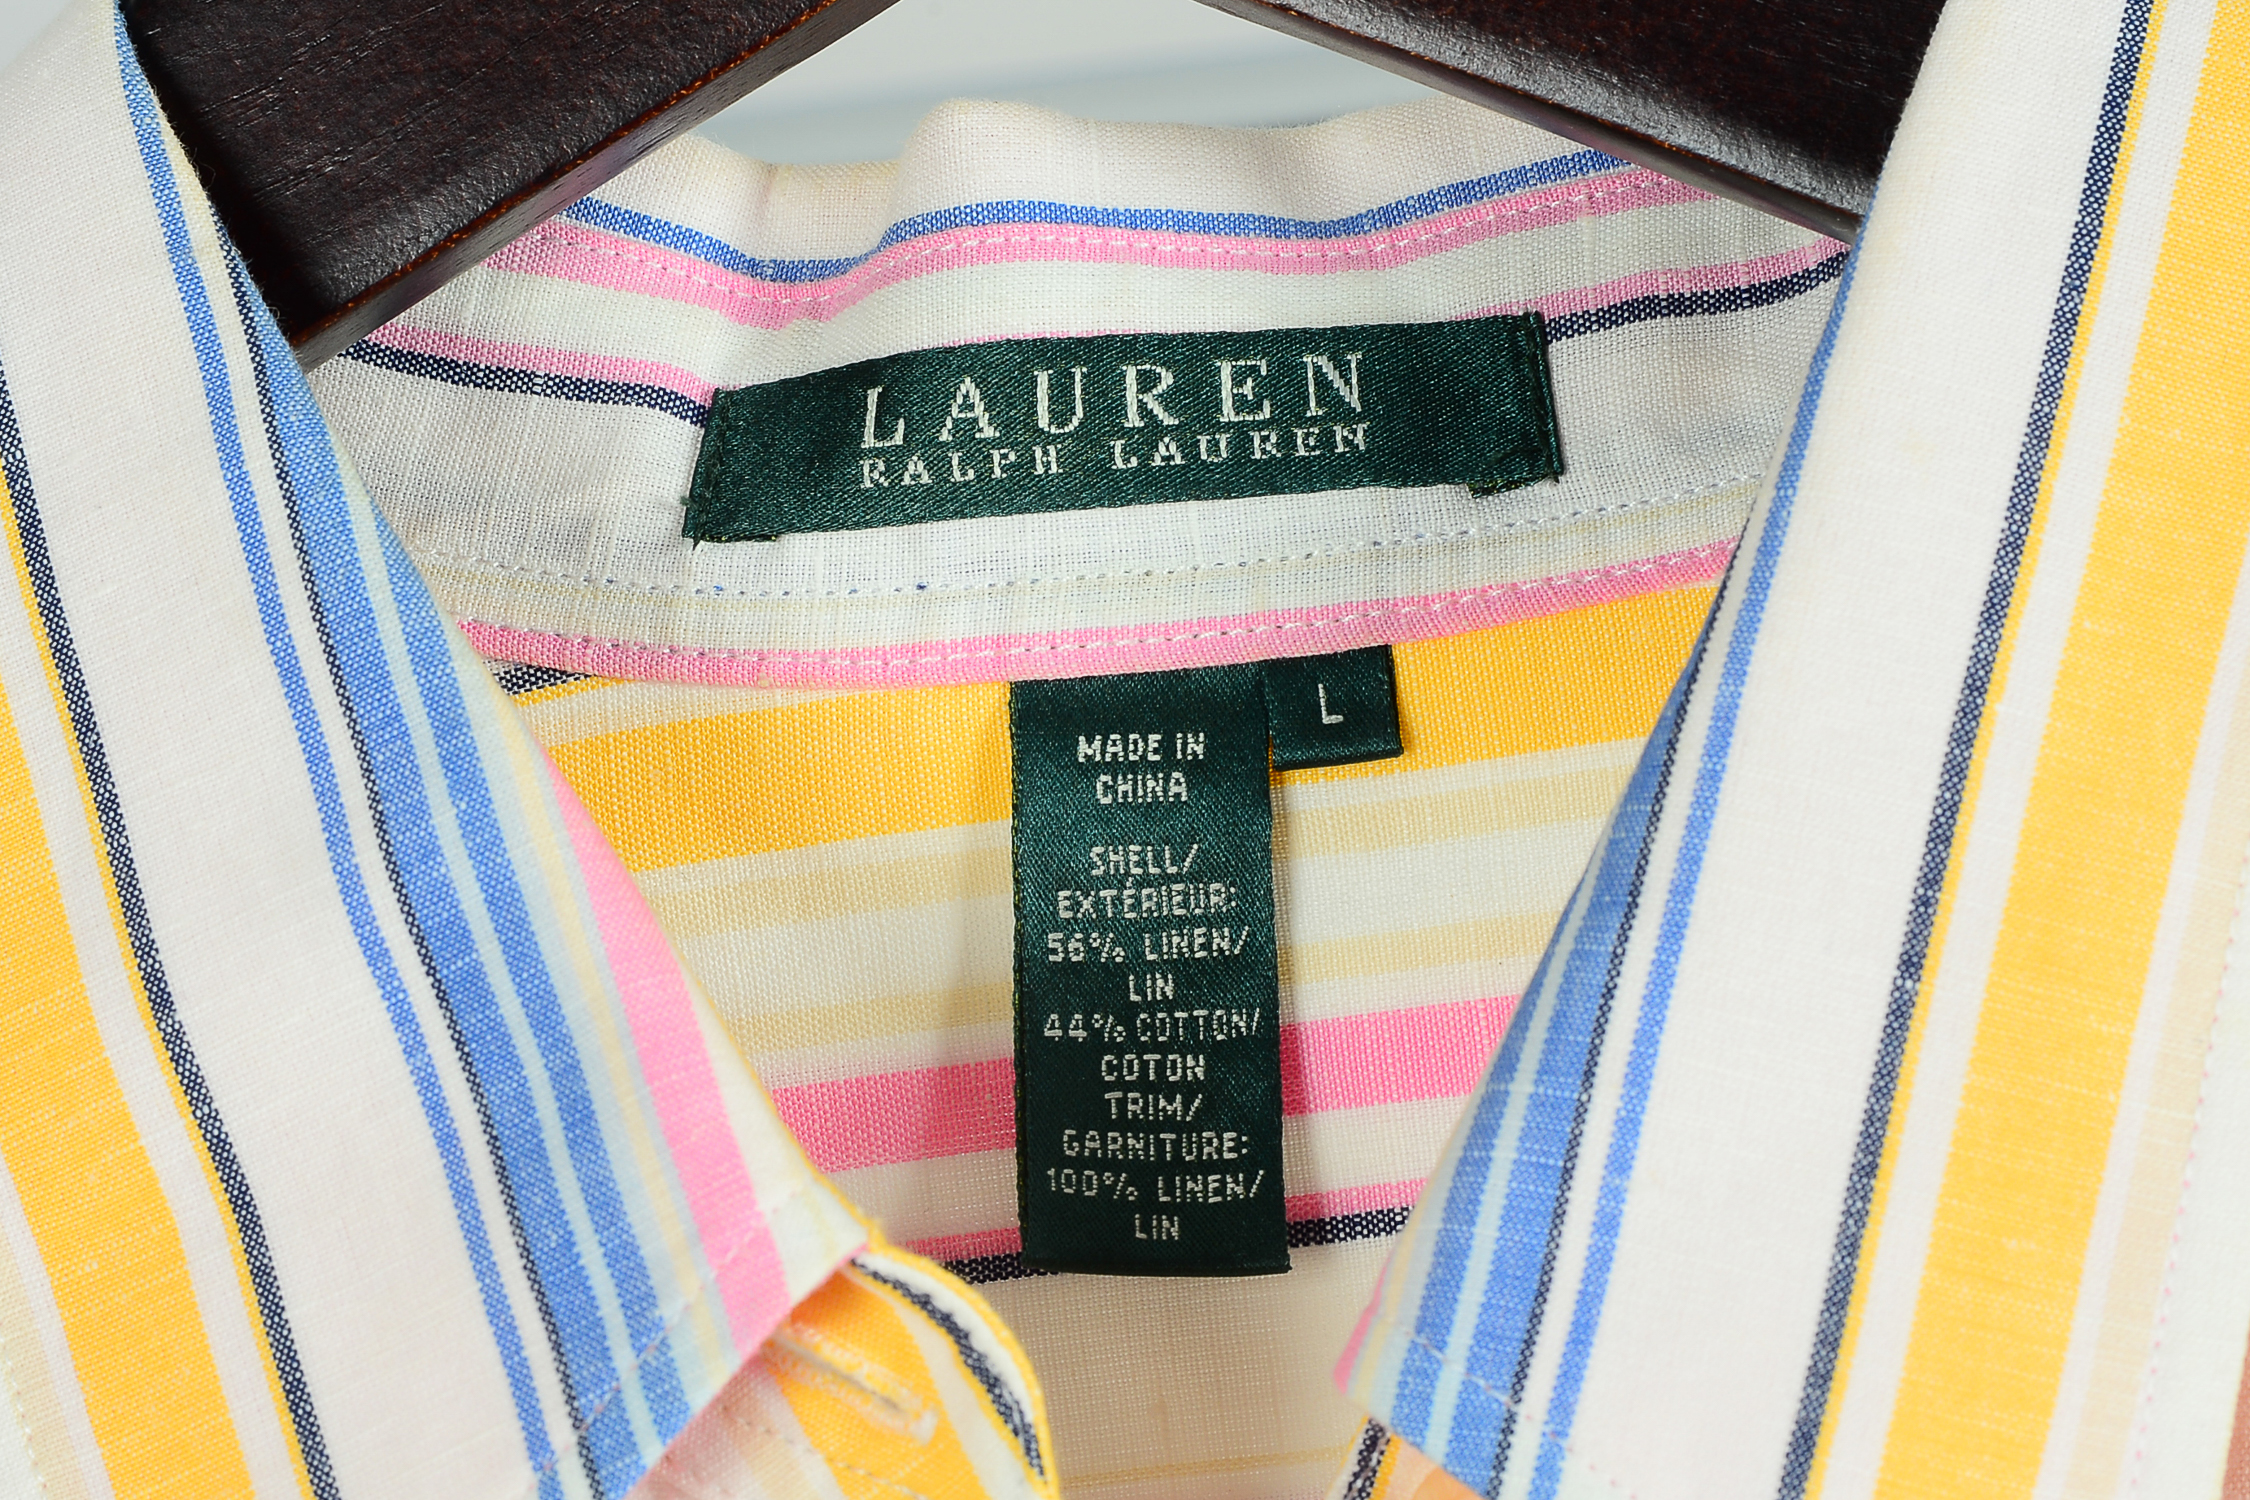 LAUREN
RALPH LAUREN
L
MADE IN
CHINA
SHELL/
EXTÉRIEUR:
56% LINEN/
LIN
44% COTTON/
COTON
TRIM/
GARNITURE:
100% LINEN/
LIN